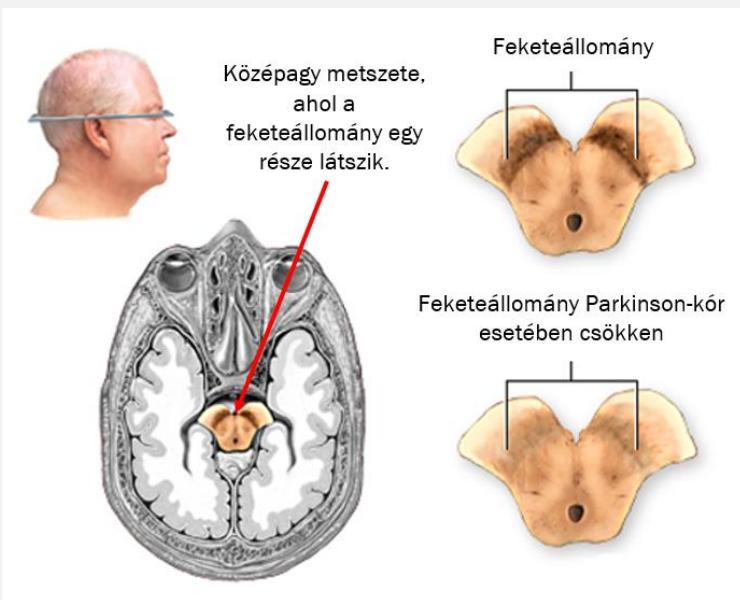 Középagy metszete,
ahol a
feketeállomány egy
része látszik.
Feketeállomány
Feketeállomány Parkinson-kór
esetében csökken